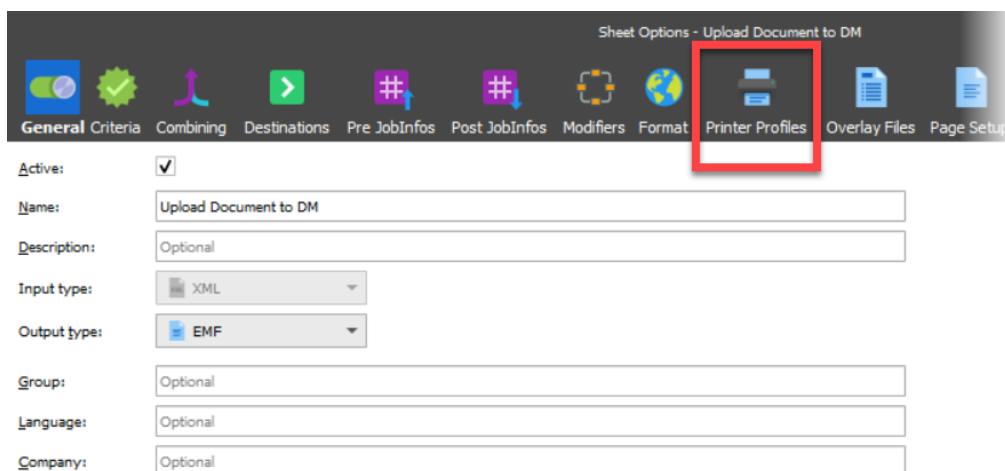 Sheet Options - Upload Document to DM
General Criteria Combining Destinations Pre JobInfos Post JobInfos Modifiers Format Printer Profiles Overlay Files Page Setup
Active:
Name: Upload Document to DM
Description: Optional
Input type: XML
Output type: EMF
Group: Optional
Language: Optional
Company: Optional